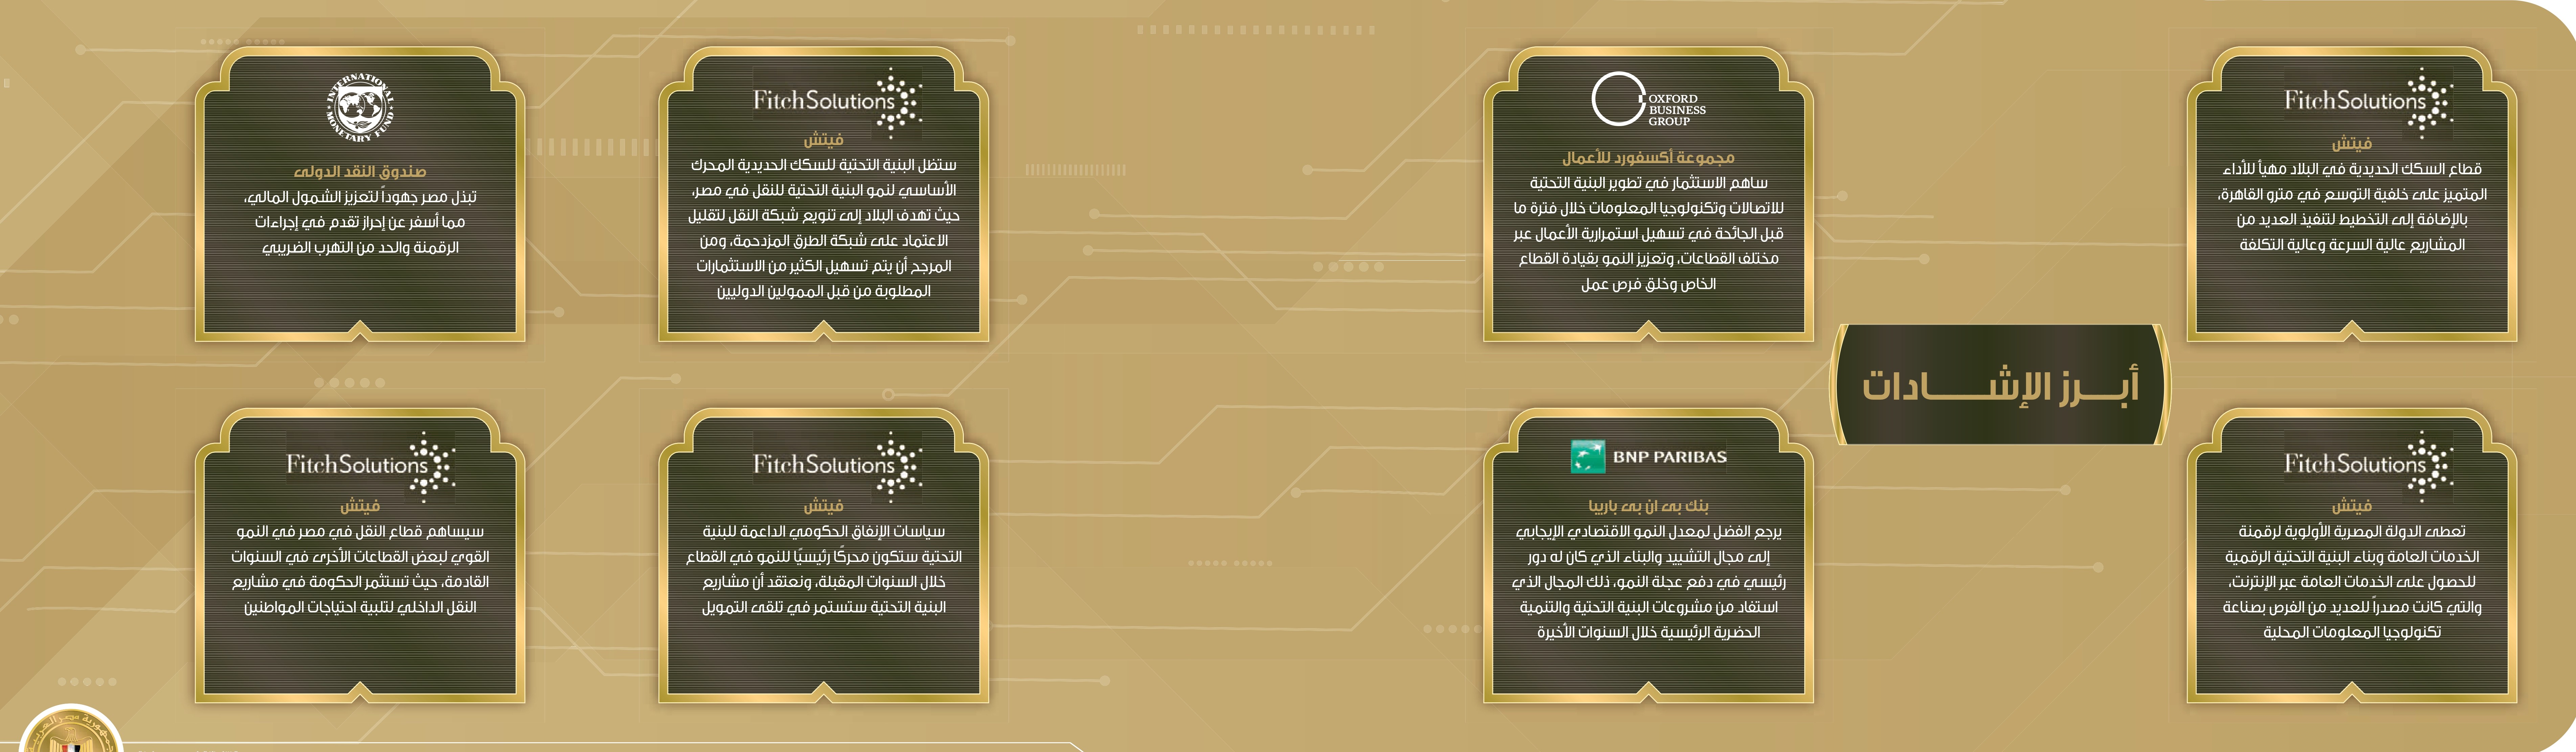 أبـــرز الإشـــــادات
FitchSolutions
فيتش
قطاع السكك الحديدية في البلاد مهيأ للأداء
المتميز على خلفية التوسع في مترو القاهرة،
بالإضافة إلى التخطيط لتنفيذ العديد من
المشاريع عالية السرعة وعالية التكلفة
OXFORD
BUSINESS
GROUP
مجموعة أكسفورد للأعمال
ساهم الاستثمار في تطوير البنية التحتية
للاتصالات وتكنولوجيا المعلومات خلال فترة ما
قبل الجائحة في تسهيل استمرارية الأعمال عبر
مختلف القطاعات، وتعزيز النمو بقيادة القطاع
الخاص وخلق فرص عمل
FitchSolutions
فيتش
ستظل البنية التحتية للسكك الحديدية المحرك
الأساسي لنمو البنية التحتية للنقل في مصر،
حيث تهدف البلاد إلى تنويع شبكة النقل لتقليل
الاعتماد على شبكة الطرق المزدحمة، ومن
المرجح أن يتم تسهيل الكثير من الاستثمارات
المطلوبة من قبل الممولين الدوليين
INTERNATIONAL MONETARY FUND
صندوق النقد الدولى
تبذل مصر جهوداً لتعزيز الشمول المالي،
مما أسفر عن إحراز تقدم في إجراءات
الرقمنة والحد من التهرب الضريبي
FitchSolutions
فيتش
تعطى الدولة المصرية الأولوية لرقمنة
الخدمات العامة وبناء البنية التحتية الرقمية
للحصول على الخدمات العامة عبر الإنترنت،
والتي كانت مصدراً للعديد من الفرص بصناعة
تكنولوجيا المعلومات المحلية
BNP PARIBAS
بنك بى ان بى باريبا
يرجع الفضل لمعدل النمو الاقتصادي الإيجابي
إلى مجال التشييد والبناء الذي كان له دور
رئيسي في دفع عجلة النمو، ذلك المجال الذي
استفاد من مشروعات البنية التحتية والتنمية
الحضرية الرئيسية خلال السنوات الأخيرة
FitchSolutions
فيتش
سياسات الإنفاق الحكومي الداعمة للبنية
التحتية ستكون محركًا رئيسيًا للنمو في القطاع
خلال السنوات المقبلة، ونعتقد أن مشاريع
البنية التحتية ستستمر في تلقى التمويل
FitchSolutions
فيتش
سيساهم قطاع النقل في مصر في النمو
القوي لبعض القطاعات الأخرى في السنوات
القادمة، حيث تستثمر الحكومة في مشاريع
النقل الداخلي لتلبية احتياجات المواطنين